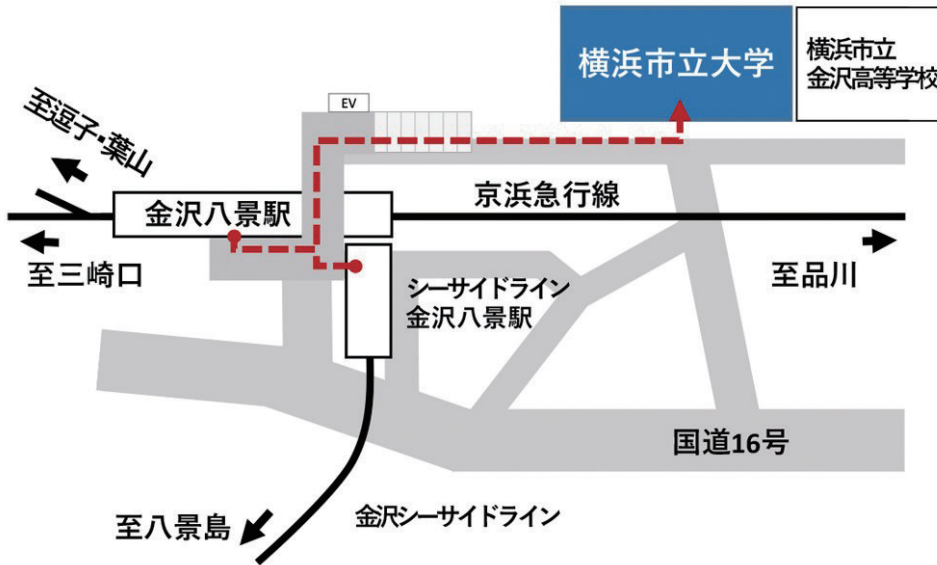 横浜市立大学
横浜市立
金沢高等学校
EV
至逗子・葉山
金沢八景駅
京浜急行線
至三崎口
至品川
シーサイドライン
金沢八景駅
国道16号
至八景島
金沢シーサイドライン